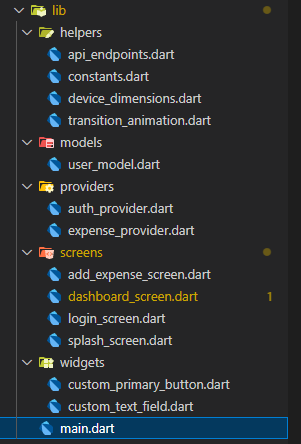 lib
helpers
api_endpoints.dart
constants.dart
device_dimensions.dart
transition_animation.dart
models
user_model.dart
providers
auth_provider.dart
expense_provider.dart
screens
add_expense_screen.dart
dashboard_screen.dart 1
login_screen.dart
splash_screen.dart
widgets
custom_primary_button.dart
custom_text_field.dart
main.dart